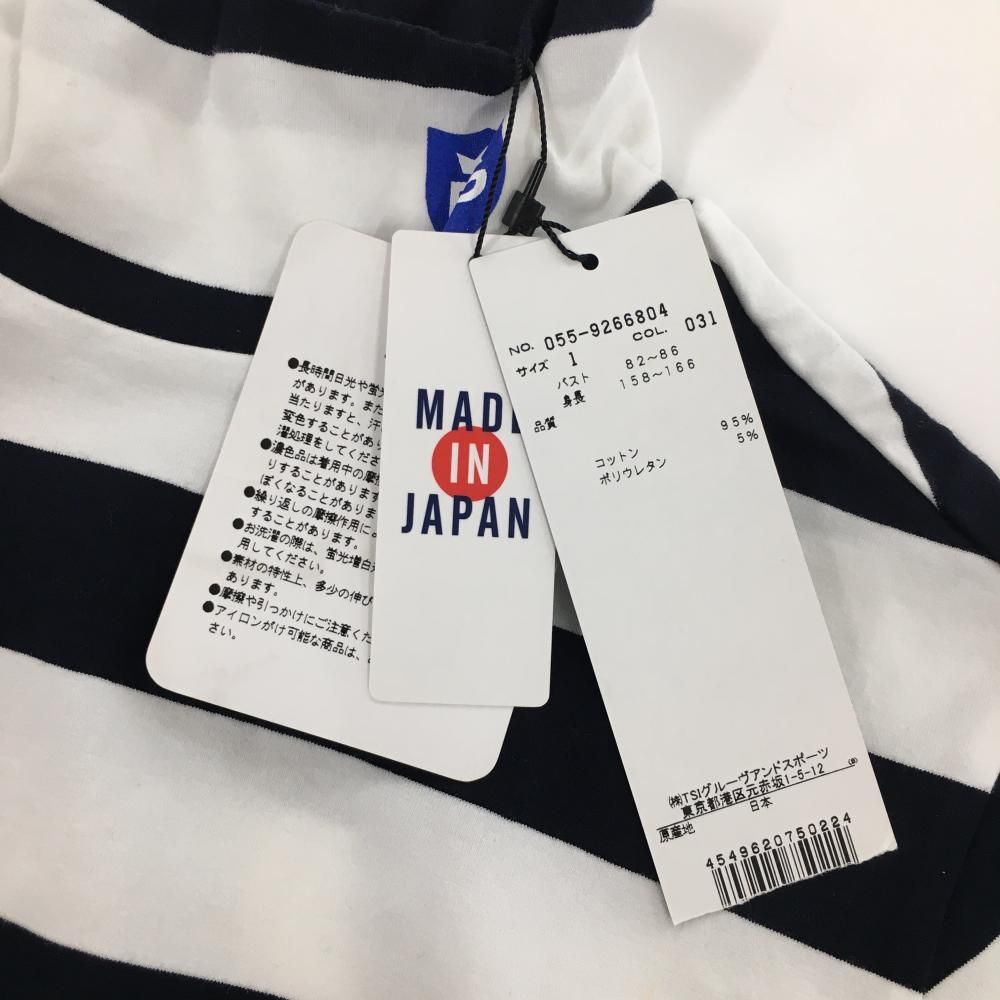 P
●長時間日光や蛍光
があります。また
当たりますと、汗
変色することがあり
濯処理をしてくださ
●濃色品は着用中の摩擦
りすることがあります
ぽくなることがあります
●繰り返しの摩擦作用によ
することがあります。
●お洗濯の際は、蛍光増白
用してください。
●素材の特性上、多少の伸び
あります。
●摩擦や引っかけにご注意くだ
●アイロンがけ可能な商品は、
さい。
MADE
IN
JAPAN
NO. 055-9266804
COL. 031
サイズ 1
バスト 82～86
身長 158～166
品質
コットン 95%
ポリウレタン 5%
㈱TSIグルーヴアンドスポーツ
東京都港区元赤坂1-5-12 (B)
原産地 日本
4549620750224